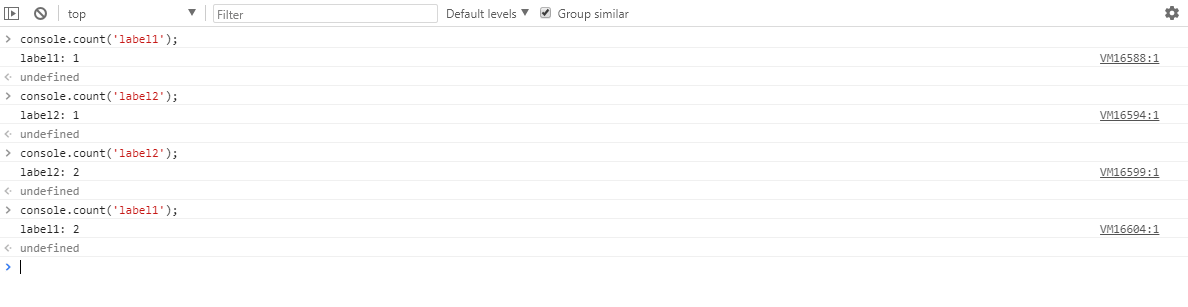 top Filter Default levels Group similar
console.count('label1');
label1: 1 VM16588:1
undefined
console.count('label2');
label2: 1 VM16594:1
undefined
console.count('label2');
label2: 2 VM16599:1
undefined
console.count('label1');
label1: 2 VM16604:1
undefined